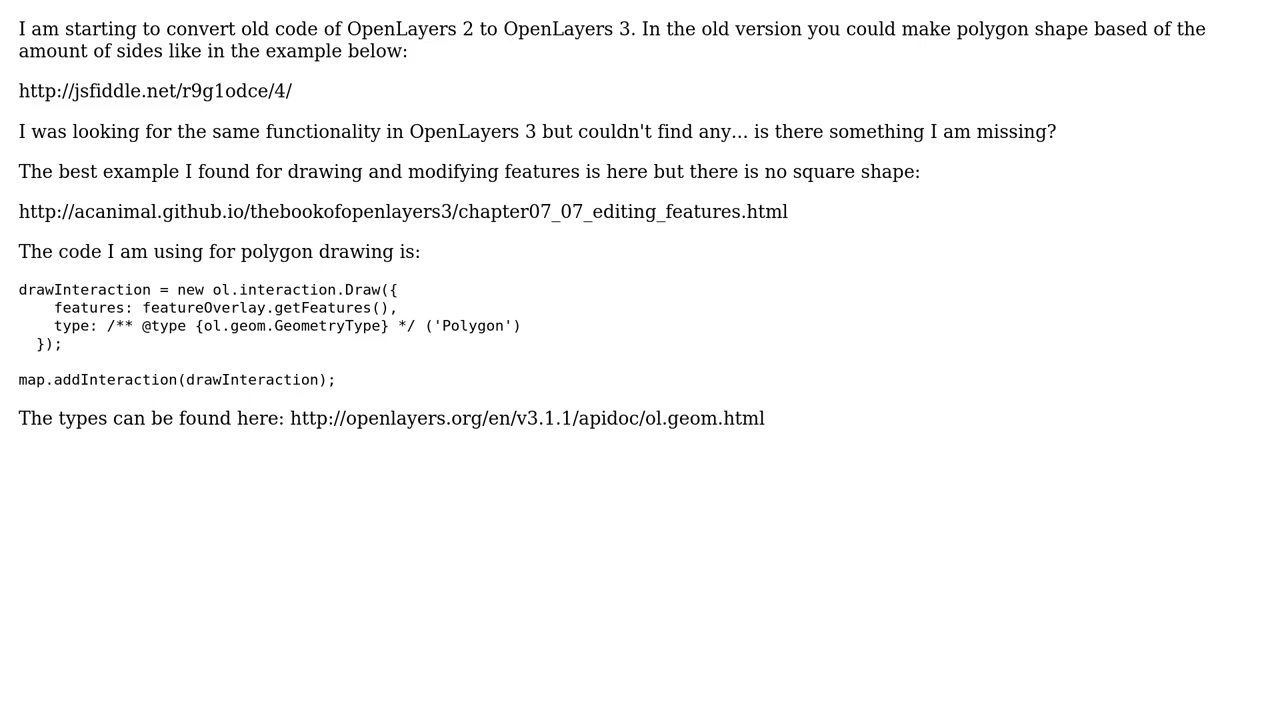 I am starting to convert old code of OpenLayers 2 to OpenLayers 3. In the old version you could make polygon shape based of the
amount of sides like in the example below:
http://jsfiddle.net/r9g1odce/4/
I was looking for the same functionality in OpenLayers 3 but couldn't find any... is there something I am missing?
The best example I found for drawing and modifying features is here but there is no square shape:
http://acanimal.github.io/thebookofopenlayers3/chapter07_07_editing_features.html
The code I am using for polygon drawing is:
drawInteraction = new ol.interaction.Draw({
    features: featureOverlay.getFeatures(),
    type: /** @type {ol.geom.GeometryType} */ ('Polygon')
  });
map.addInteraction(drawInteraction);
The types can be found here: http://openlayers.org/en/v3.1.1/apidoc/ol.geom.html